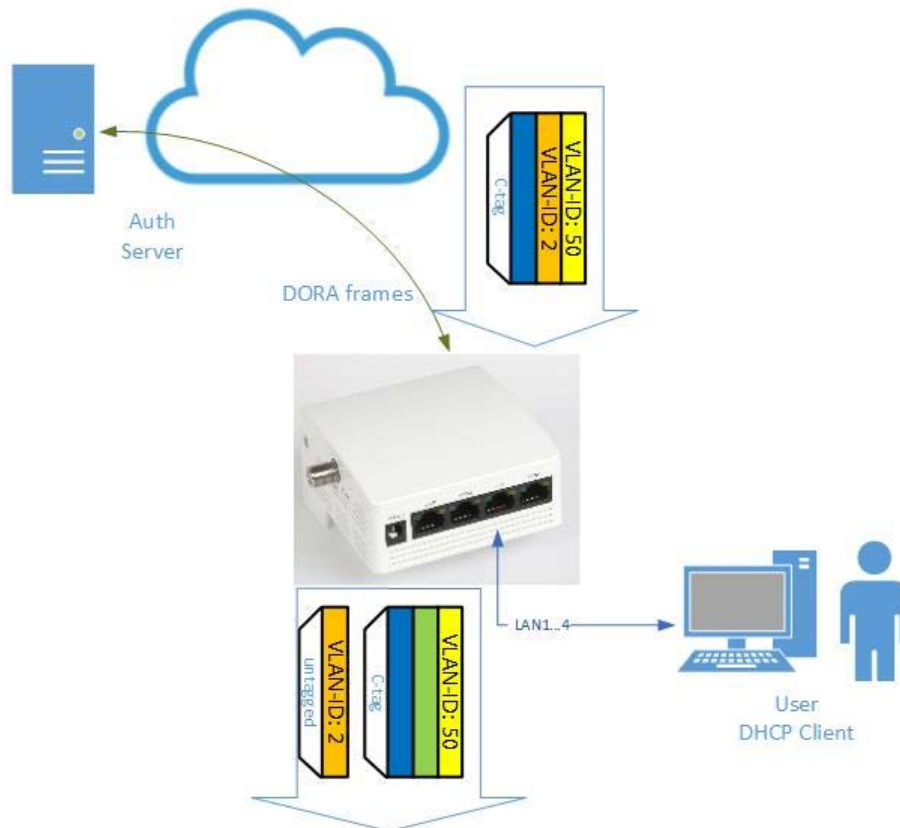 C-tag
VLAN-ID: 2
VLAN-ID: 50
Auth
Server
DORA frames
LAN1...4
untagged
VLAN-ID: 2
C-tag
VLAN-ID: 50
User
DHCP Client